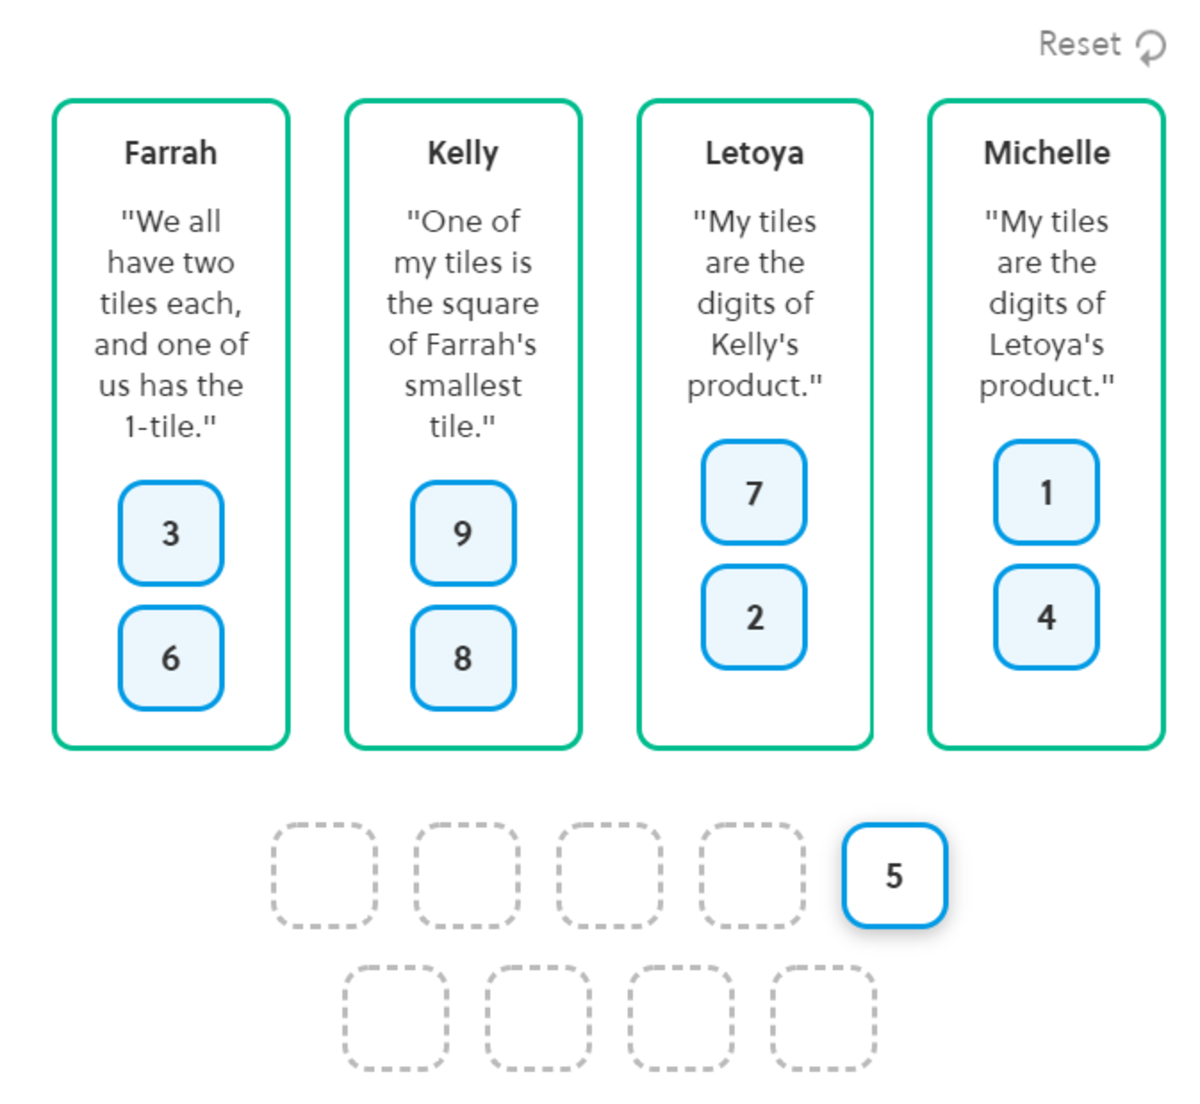 Reset
Farrah
"We all
have two
tiles each,
and one of
us has the
1-tile."
3
6
Kelly
"One of
my tiles is
the square
of Farrah's
smallest
tile."
9
8
Letoya
"My tiles
are the
digits of
Kelly's
product."
7
2
Michelle
"My tiles
are the
digits of
Letoya's
product."
1
4
5